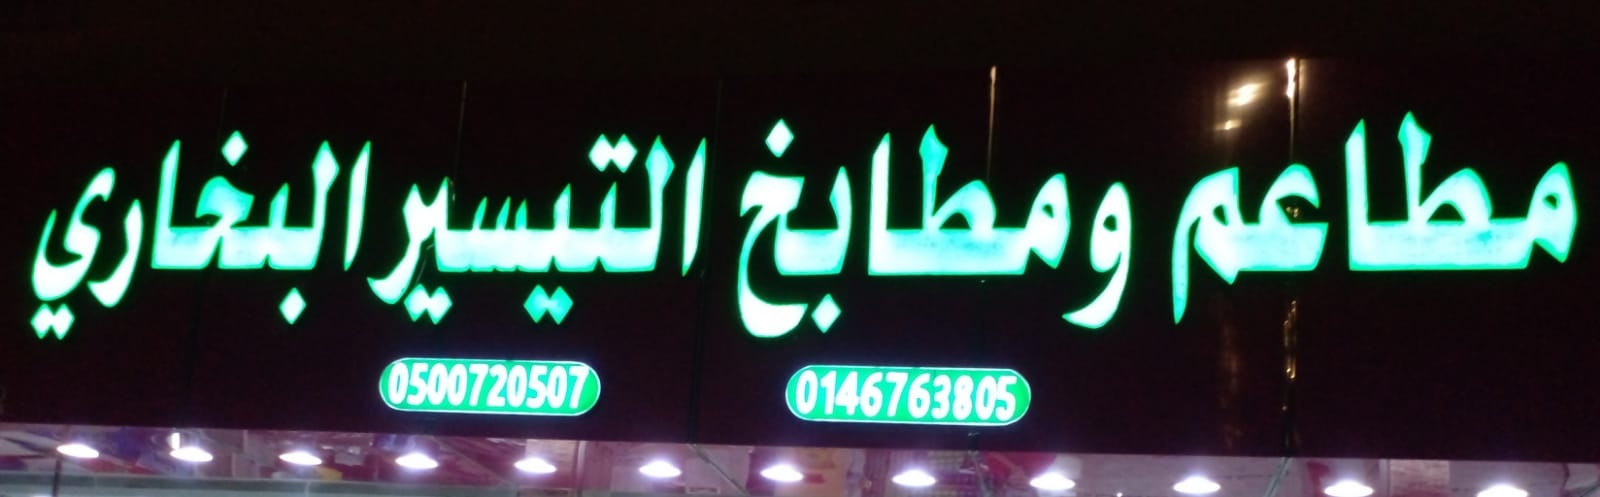 مطاعم ومطابخ التيسير البخاري
0500720507 0146763805